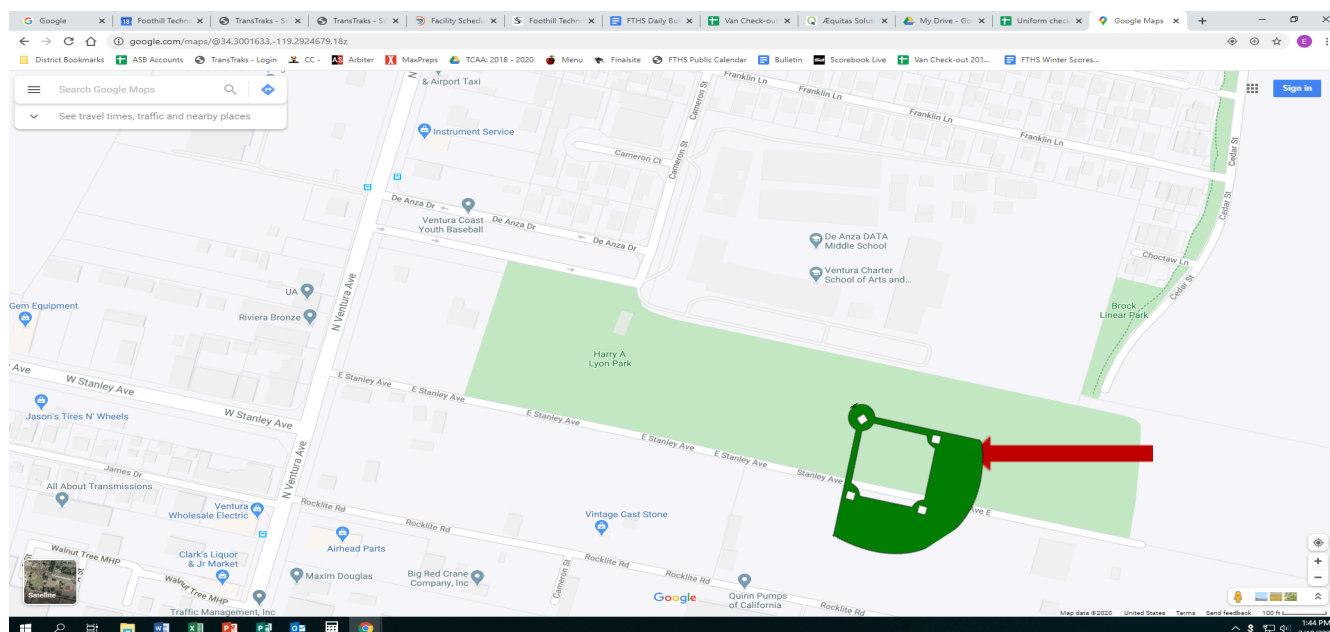 Google
Foothill Techn
TransTraks - Sc
TransTraks - Sc
Facility Schedu
Foothill Techn
FTHS Daily Bul
Van Check-out
Æquitas Soluti
My Drive - Goo
Uniform check
Google Maps
google.com/maps/@34.3001633,-119.2924679,18z
District Bookmarks
ASB Accounts
TransTraks - Login
CC -
Arbiter
MaxPreps
TCAA: 2018 - 2020
Menu
Finalsite
FTHS Public Calendar
Bulletin
Scorebook Live
Van Check-out 201...
FTHS Winter Scores...
Search Google Maps
See travel times, traffic and nearby places
Sign in
& Airport Taxi
Instrument Service
Franklin Ln
Franklin Ln
Franklin Ln
Franklin Ln
Cameron St
Cameron Ct
Cameron St
Cedar St
Cedar St
Cedar St
De Anza Dr
Ventura Coast
Youth Baseball
De Anza Dr
De Anza Dr
De Anza DATA
Middle School
Ventura Charter
School of Arts and...
Choctaw Ln
Brock
Linear Park
N Ventura Ave
UA
Riviera Bronze
Gem Equipment
Harry A
Lyon Park
Ave
W Stanley Ave
W Stanley Ave
E Stanley Ave
E Stanley Ave
E Stanley Ave
E Stanley Ave
E Stanley Ave
Stanley Ave
Ave E
Jason's Tires N' Wheels
James Dr
All About Transmissions
N Ventura Ave
Ventura
Wholesale Electric
Rocklite Rd
Rocklite Rd
Rocklite Rd
Rocklite Rd
Rocklite Rd
Vintage Cast Stone
Airhead Parts
Walnut Tree MHP
Walnut Tree MHP
Clark's Liquor
& Jr Market
Maxim Douglas
Big Red Crane
Company, Inc
Cameron St
Quinn Pumps
of California
Traffic Management, Inc
Satellite
Google
Map data ©2020
United States
Terms
Send feedback
100 ft
1:44 PM